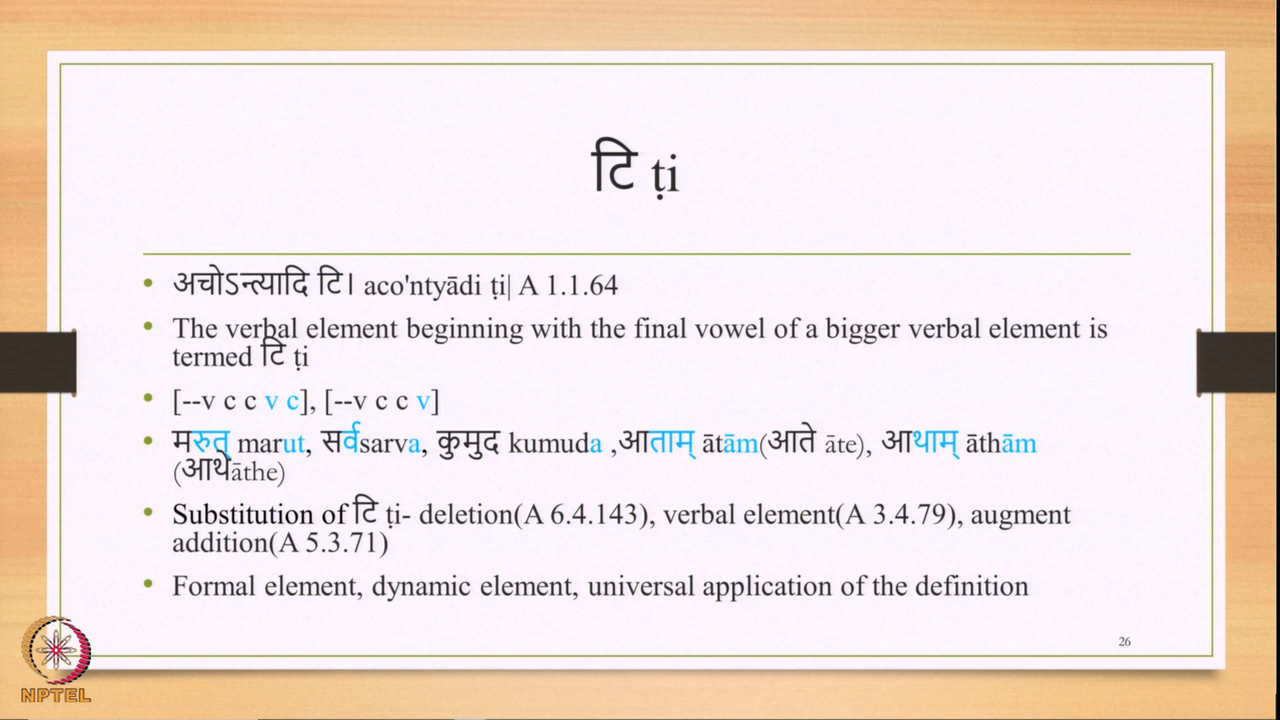 टि ṭi
• अचोऽन्त्यादि टि। aco'ntyādi ṭi| A 1.1.64
• The verbal element beginning with the final vowel of a bigger verbal element is
termed टि ṭi
• [--v c c v c], [--v c c v]
• मरुत् marut, सर्वsarva, कुमुद kumuda ,आताम् ātām(आते āte), आथाम् āthām
(आथेāthe)
• Substitution of टि ṭi- deletion(A 6.4.143), verbal element(A 3.4.79), augment
addition(A 5.3.71)
• Formal element, dynamic element, universal application of the definition
26
NPTEL